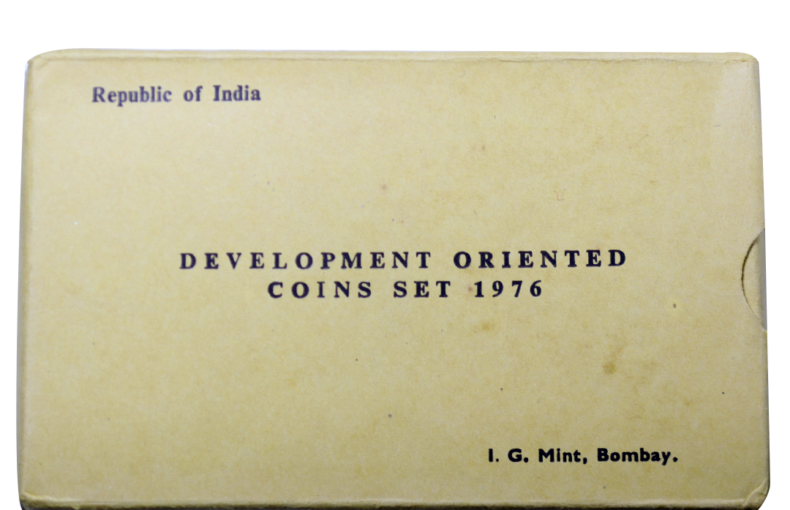 Republic of India
DEVELOPMENT ORIENTED
COINS SET 1976
I. G. Mint, Bombay.